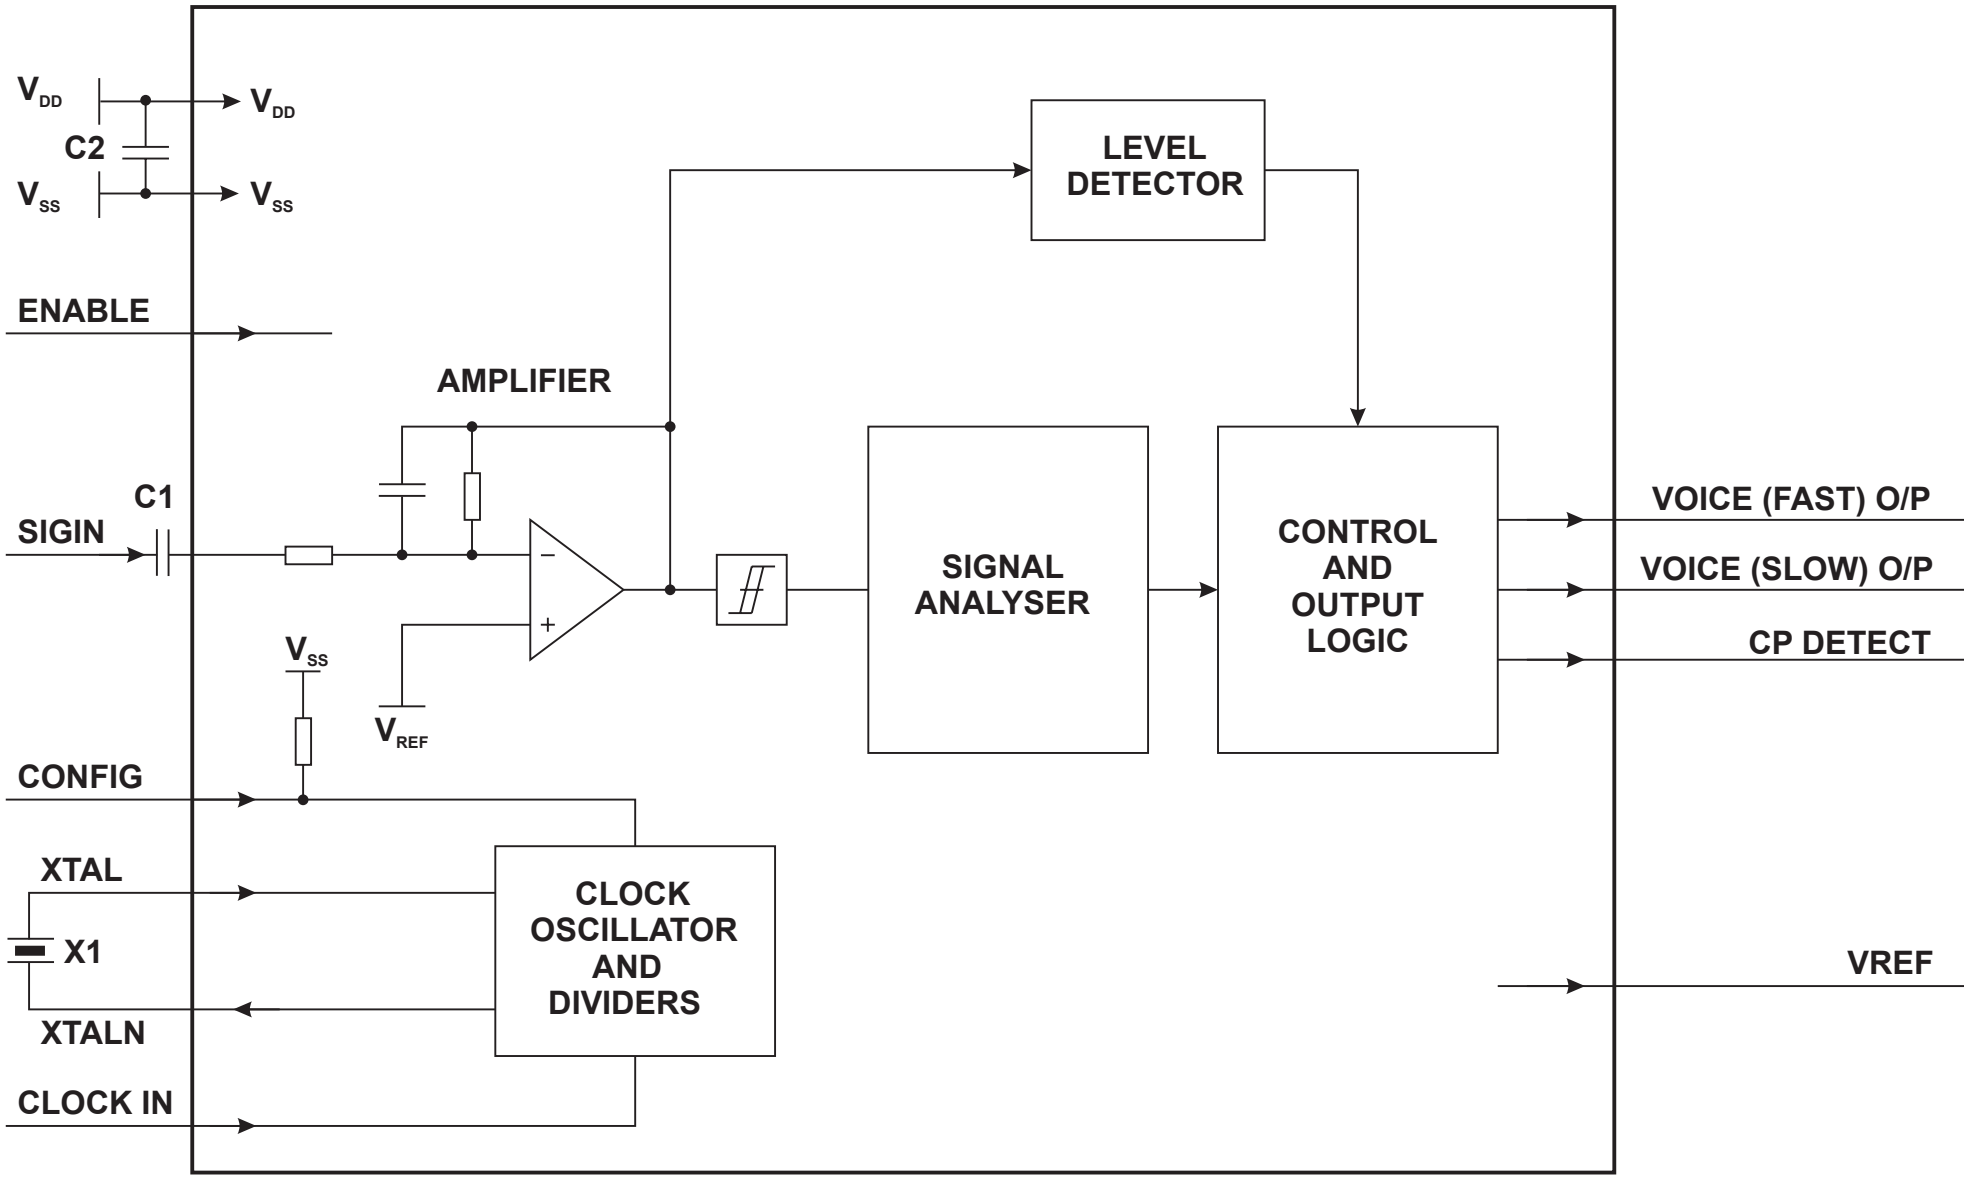 VDD
VDD
C2
VSS
VSS
LEVEL
DETECTOR
ENABLE
AMPLIFIER
C1
SIGIN
−
+
VSS
VREF
SIGNAL
ANALYSER
CONTROL
AND
OUTPUT
LOGIC
VOICE (FAST) O/P
VOICE (SLOW) O/P
CP DETECT
CONFIG
XTAL
X1
XTALN
CLOCK IN
CLOCK
OSCILLATOR
AND
DIVIDERS
VREF